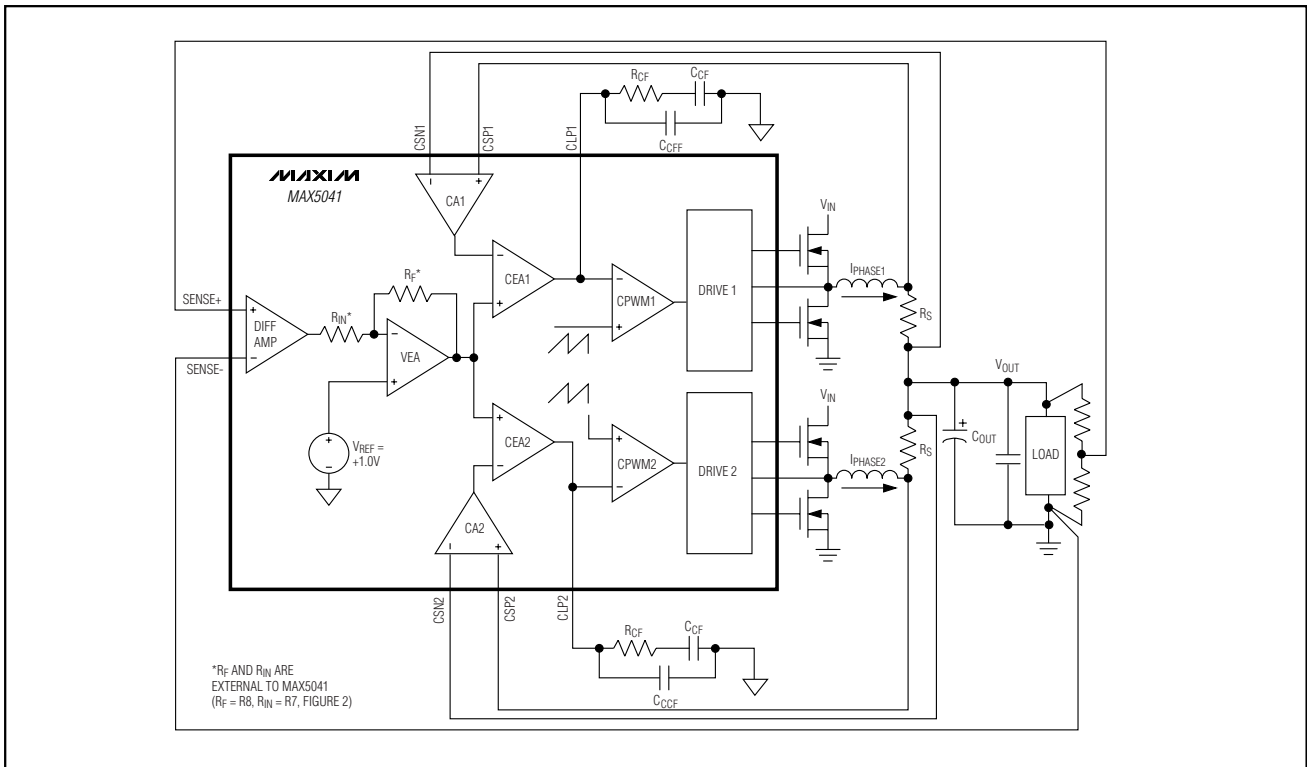 RCF
CCF
CCFF
CSN1
CSP1
CLP1
MAXIM
MAX5041
CA1
VIN
RF*
CEA1
CPWM1
DRIVE 1
IPHASE1
SENSE+
RIN*
RS
DIFF
AMP
VEA
SENSE-
VOUT
VIN
VREF =
+1.0V
CEA2
CPWM2
DRIVE 2
IPHASE2
RS
COUT
LOAD
CA2
CSN2
CSP2
CLP2
RCF
CCF
CCCF
*RF AND RIN ARE
EXTERNAL TO MAX5041
(RF = R8, RIN = R7, FIGURE 2)